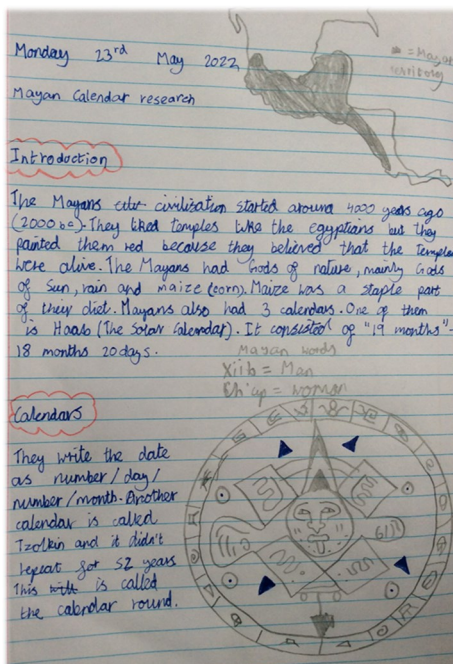 Monday 23rd May 2022
= Mayan territory
Mayan Calendar research
Introduction
The Mayans civilization started around 4000 years ago
(2000 bc). They liked temples like the egyptians but they
painted them red because they believed that the Temples
were alive. The Mayans had Gods of nature, mainly Gods
of Sun, rain and maize (corn). Maize was a staple part
of their diet. Mayans also had 3 calendars. One of them
is Haab (The Solar Calendar). It consisted of "19 months"-
18 months 20 days.
Mayan words
Xiib = Man
Ch'up = woman
Calendars
They write the date
as number/day/
number/month. Another
calendar is called
Tzolkin and it didn't
repeat for 52 years
This is called
the calendar round.